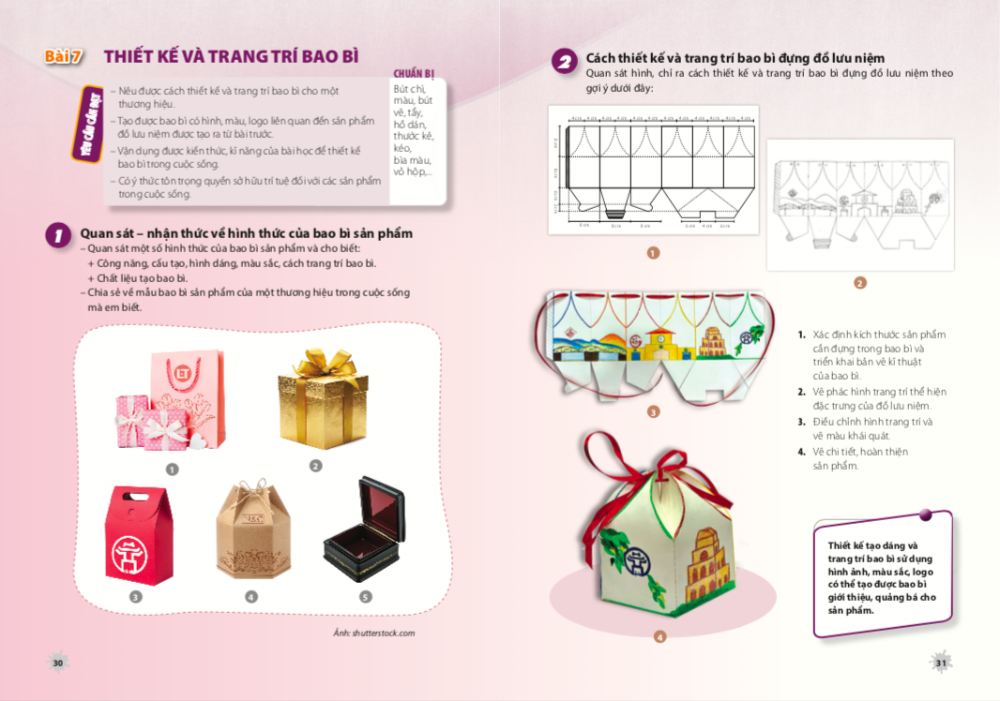 Bài 7
THIẾT KẾ VÀ TRANG TRÍ BAO BÌ
YÊU CẦU CẦN ĐẠT
– Nêu được cách thiết kế và trang trí bao bì cho một
thương hiệu.
– Tạo được bao bì có hình, màu, logo liên quan đến sản phẩm
đồ lưu niệm được tạo ra từ bài trước.
– Vận dụng được kiến thức, kĩ năng của bài học để thiết kế
bao bì trong cuộc sống.
– Có ý thức tôn trọng quyền sở hữu trí tuệ đối với các sản phẩm
trong cuộc sống.
CHUẨN BỊ
Bút chì,
màu, bút
vẽ, tẩy,
hồ dán,
thước kẻ,
kéo,
bìa màu,
vỏ hộp,...
1
Quan sát – nhận thức về hình thức của bao bì sản phẩm
– Quan sát một số hình thức của bao bì sản phẩm và cho biết:
+ Công năng, cấu tạo, hình dáng, màu sắc, cách trang trí bao bì.
+ Chất liệu tạo bao bì.
– Chia sẻ về mẫu bao bì sản phẩm của một thương hiệu trong cuộc sống
mà em biết.
1
2
3
4
5
Ảnh: shutterstock.com
30
2
Cách thiết kế và trang trí bao bì đựng đồ lưu niệm
Quan sát hình, chỉ ra cách thiết kế và trang trí bao bì đựng đồ lưu niệm theo
gợi ý dưới đây:
1
2
3
4
1. Xác định kích thước sản phẩm
cần đựng trong bao bì và
triển khai bản vẽ kĩ thuật
của bao bì.
2. Vẽ phác hình trang trí thể hiện
đặc trưng của đồ lưu niệm.
3. Điều chỉnh hình trang trí và
vẽ màu khái quát.
4. Vẽ chi tiết, hoàn thiện
sản phẩm.
Thiết kế tạo dáng và
trang trí bao bì sử dụng
hình ảnh, màu sắc, logo
có thể tạo được bao bì
giới thiệu, quảng bá cho
sản phẩm.
31